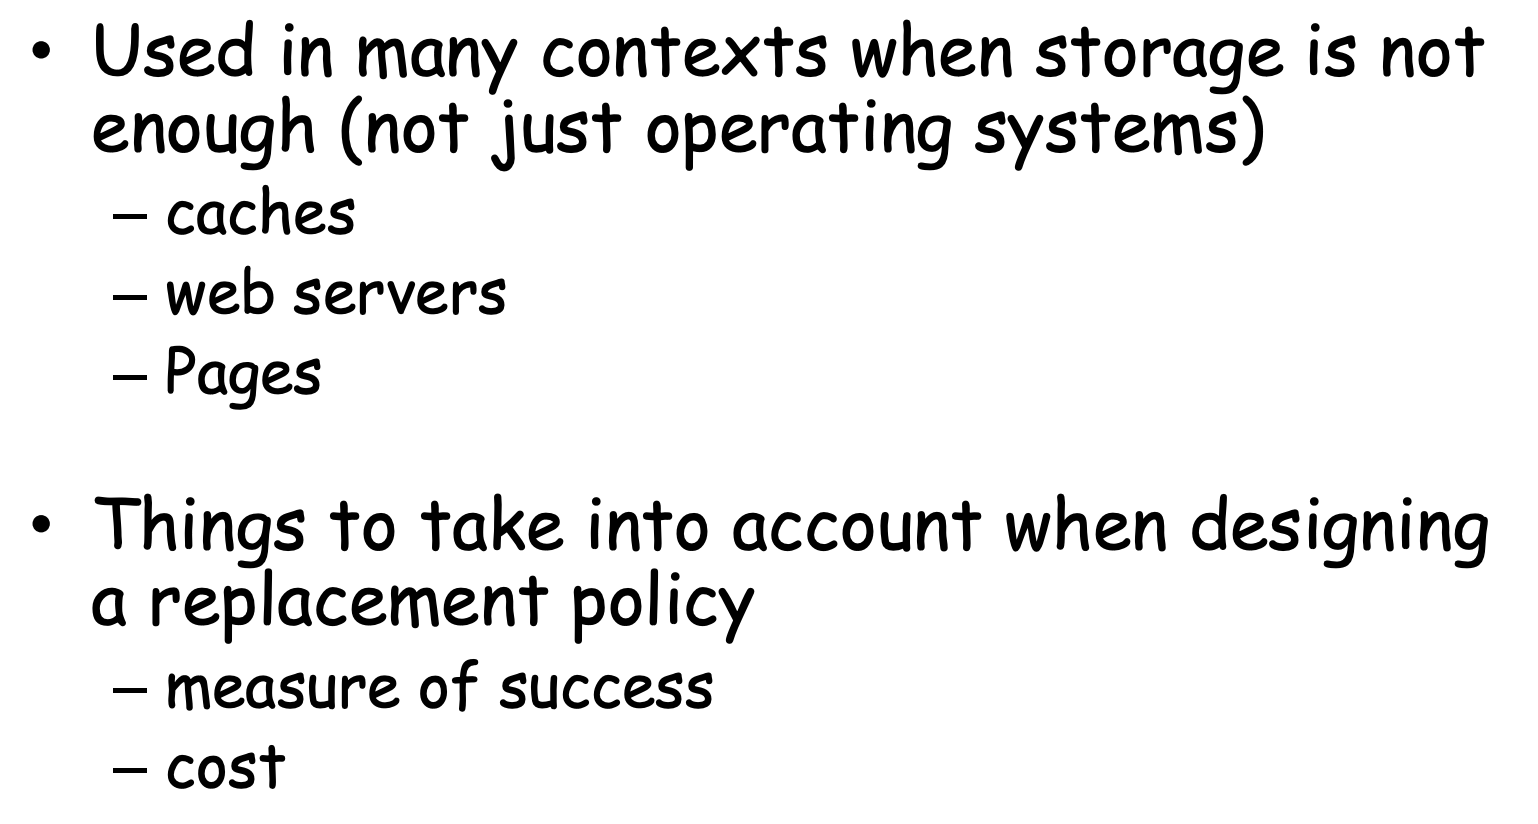 • Used in many contexts when storage is not
enough (not just operating systems)
– caches
– web servers
– Pages
• Things to take into account when designing
a replacement policy
– measure of success
– cost